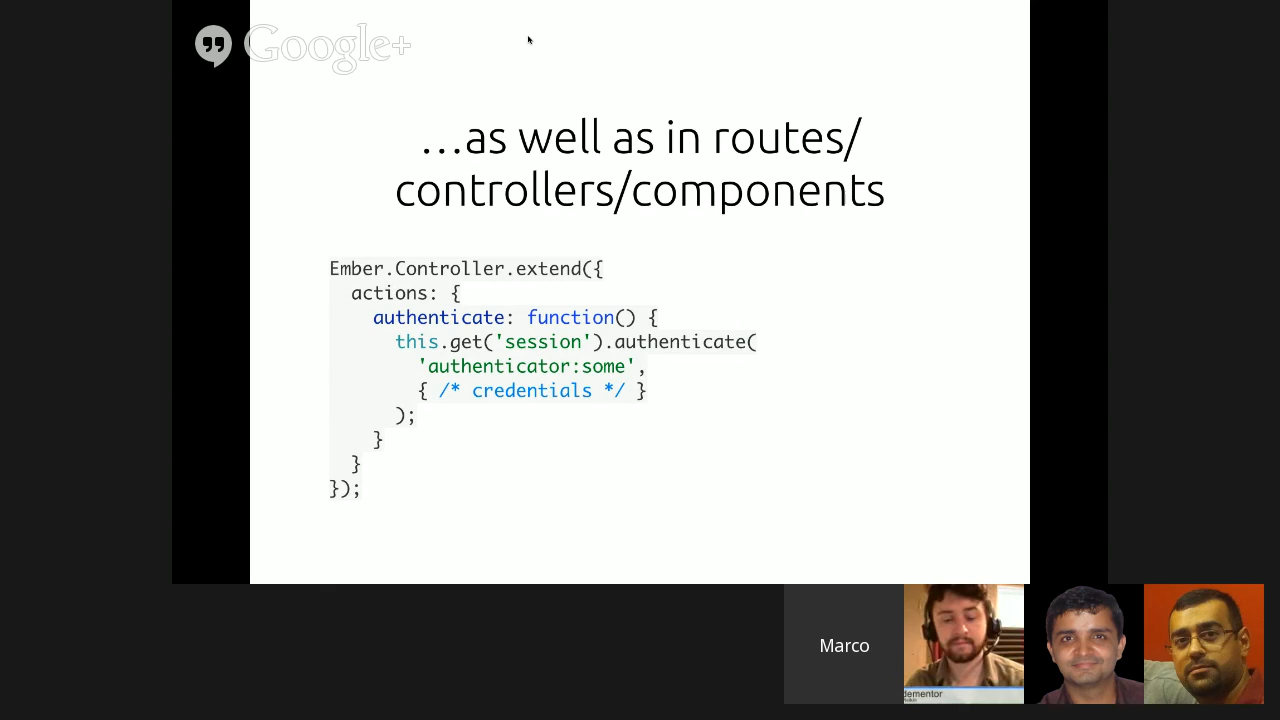 Google+
…as well as in routes/
controllers/components
Ember.Controller.extend({
  actions: {
    authenticate: function() {
      this.get('session').authenticate(
        'authenticator:some',
        { /* credentials */ }
      );
    }
  }
});
Marco
dementor